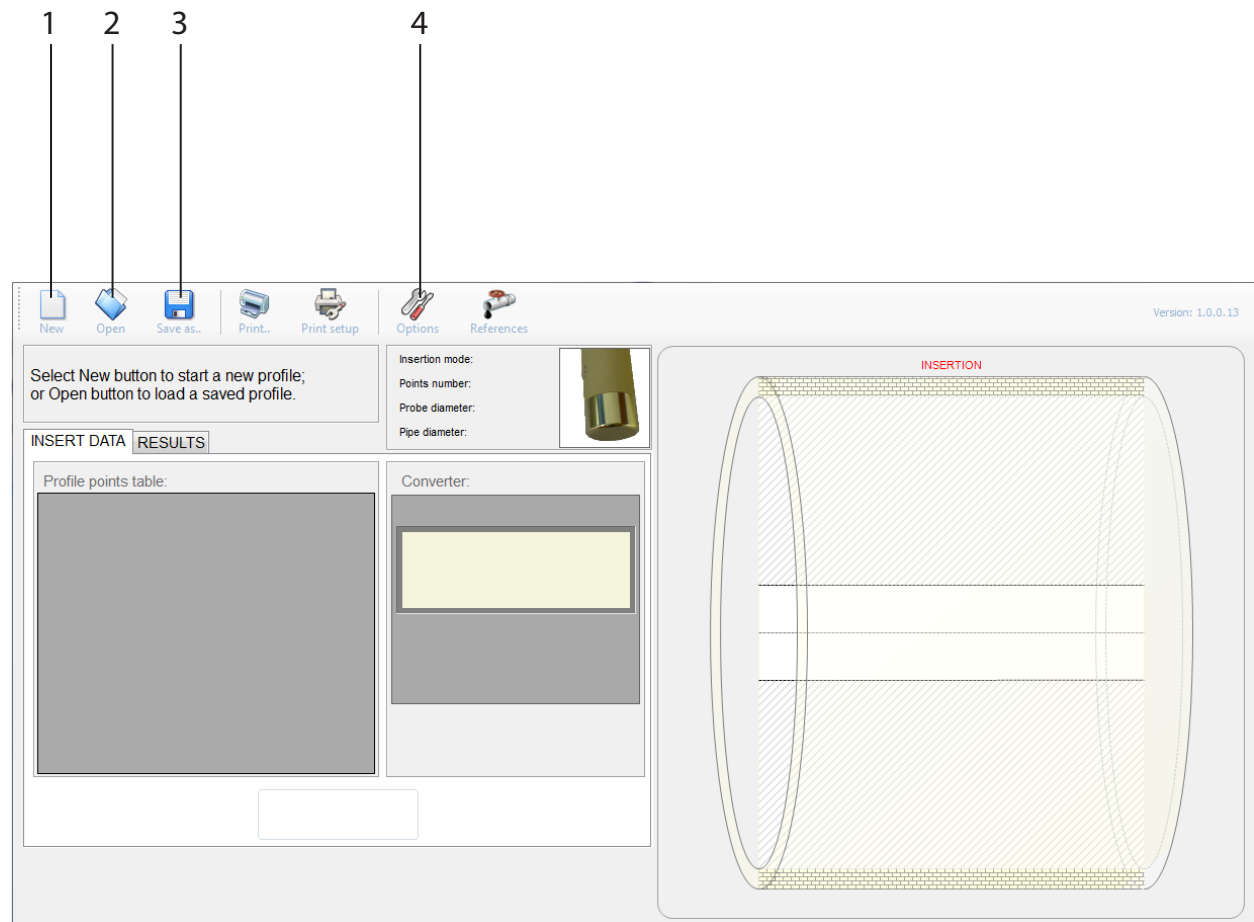 1 2 3 4
New Open Save as.. Print.. Print setup Options References
Version: 1.0.0.13
Select New button to start a new profile;
or Open button to load a saved profile.
Insertion mode:
Points number:
Probe diameter:
Pipe diameter:
INSERT DATA RESULTS
Profile points table:
Converter:
INSERTION